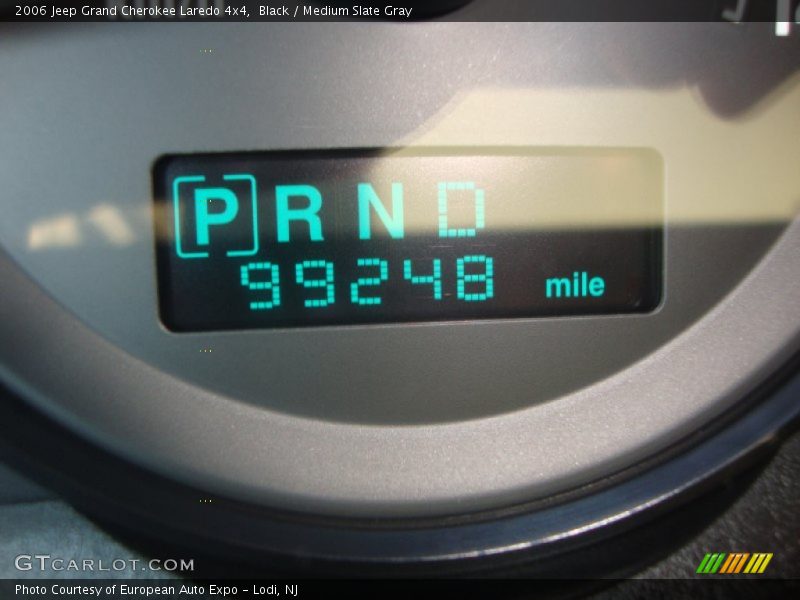 2006 Jeep Grand Cherokee Laredo 4x4, Black / Medium Slate Gray
[P] R N D
99248 mile
GTCARLOT.COM
Photo Courtesy of European Auto Expo - Lodi, NJ